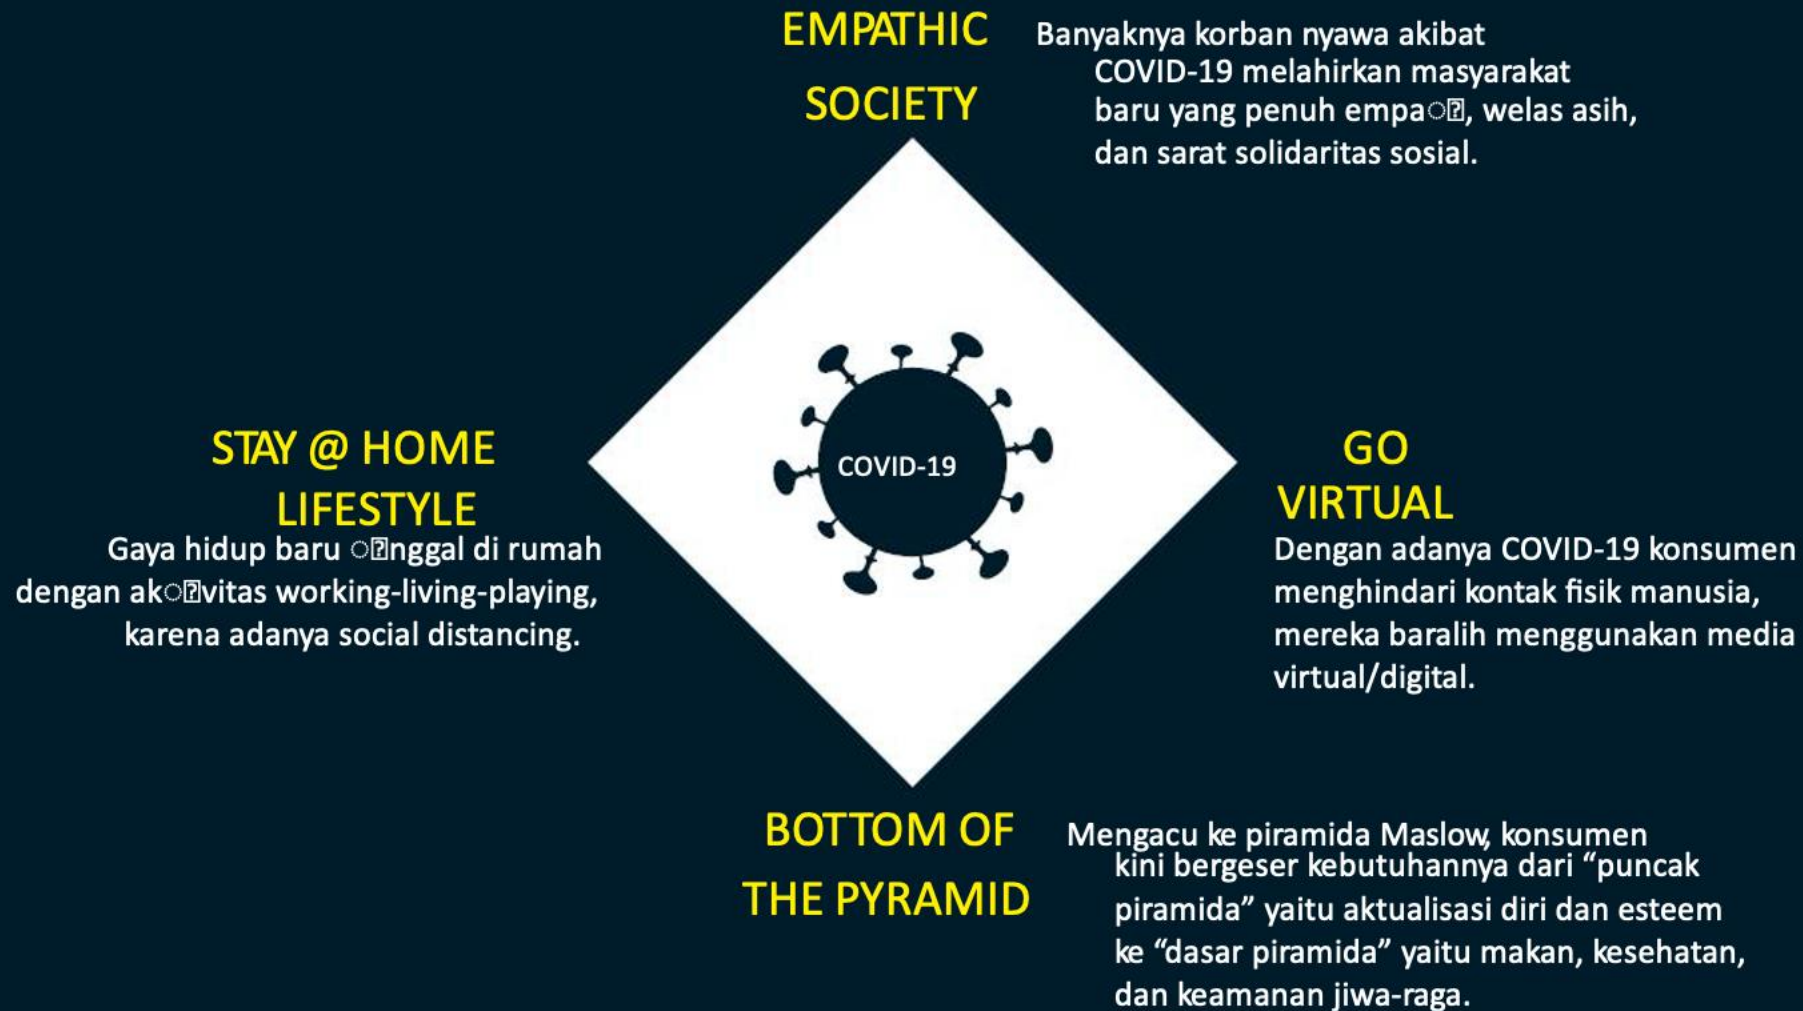 EMPATHIC
SOCIETY
Banyaknya korban nyawa akibat
COVID-19 melahirkan masyarakat
baru yang penuh empa◌⍰, welas asih,
dan sarat solidaritas sosial.
STAY @ HOME
LIFESTYLE
Gaya hidup baru ◌⍰nggal di rumah
dengan ak◌⍰vitas working-living-playing,
karena adanya social distancing.
COVID-19
GO
VIRTUAL
Dengan adanya COVID-19 konsumen
menghindari kontak fisik manusia,
mereka baralih menggunakan media
virtual/digital.
BOTTOM OF
THE PYRAMID
Mengacu ke piramida Maslow, konsumen
kini bergeser kebutuhannya dari “puncak
piramida” yaitu aktualisasi diri dan esteem
ke “dasar piramida” yaitu makan, kesehatan,
dan keamanan jiwa-raga.